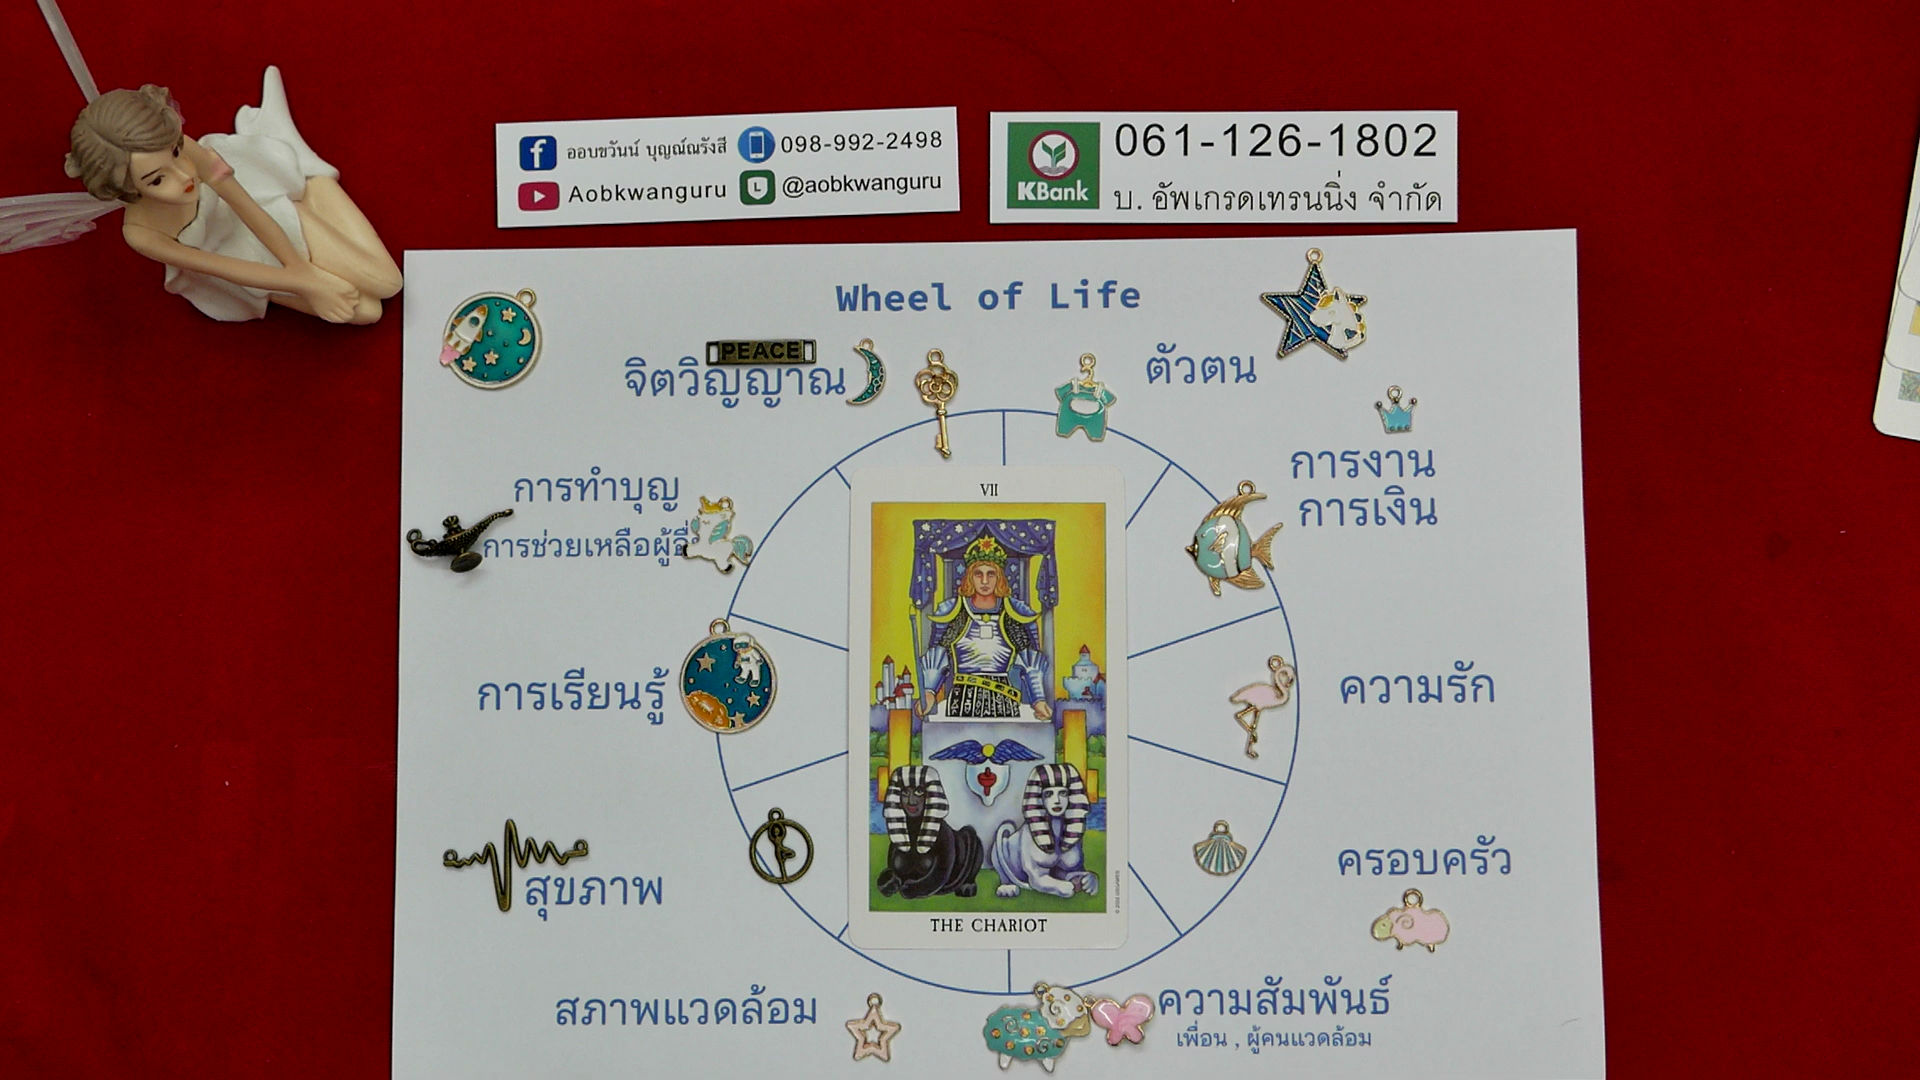 ออบขวันน์ บุญณ์ณรังสี 098-992-2498
Aobkwanguru @aobkwanguru
061-126-1802
KBank บ. อัพเกรดเทรนนิ่ง จำกัด
Wheel of Life
PEACE
จิตวิญญาณ
ตัวตน
การทำบุญ
การช่วยเหลือผู้อื่
การงาน
การเงิน
การเรียนรู้
ความรัก
สุขภาพ
ครอบครัว
สภาพแวดล้อม
ความสัมพันธ์
เพื่อน , ผู้คนแวดล้อม
VII
THE CHARIOT